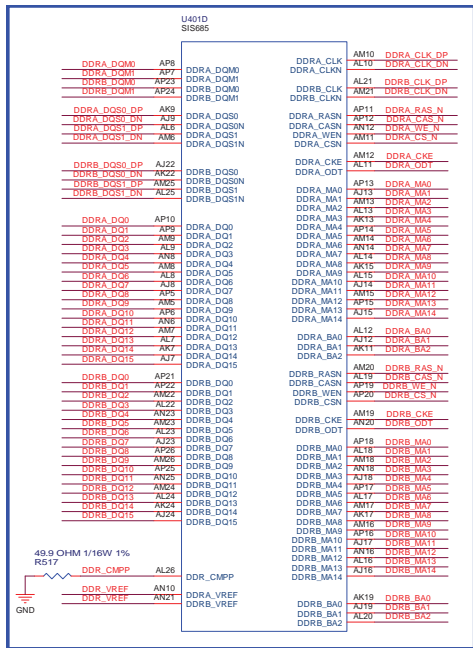 U401D
SIS685
DDRA_DQM0 AP8 DDRA_DQM0
DDRA_DQM1 AP7 DDRA_DQM1
DDRB_DQM0 AP23 DDRB_DQM0
DDRB_DQM1 AP24 DDRB_DQM1
DDRA_DQS0_DP AK9 DDRA_DQS0
DDRA_DQS0_DN AJ9 DDRA_DQS0N
DDRA_DQS1_DP AL6 DDRA_DQS1
DDRA_DQS1_DN AM6 DDRA_DQS1N
DDRB_DQS0_DP AJ22 DDRB_DQS0
DDRB_DQS0_DN AK22 DDRB_DQS0N
DDRB_DQS1_DP AM25 DDRB_DQS1
DDRB_DQS1_DN AL25 DDRB_DQS1N
DDRA_DQ0 AP10 DDRA_DQ0
DDRA_DQ1 AP9 DDRA_DQ1
DDRA_DQ2 AM9 DDRA_DQ2
DDRA_DQ3 AL9 DDRA_DQ3
DDRA_DQ4 AN8 DDRA_DQ4
DDRA_DQ5 AM8 DDRA_DQ5
DDRA_DQ6 AL8 DDRA_DQ6
DDRA_DQ7 AJ8 DDRA_DQ7
DDRA_DQ8 AP5 DDRA_DQ8
DDRA_DQ9 AM5 DDRA_DQ9
DDRA_DQ10 AP6 DDRA_DQ10
DDRA_DQ11 AN6 DDRA_DQ11
DDRA_DQ12 AM7 DDRA_DQ12
DDRA_DQ13 AL7 DDRA_DQ13
DDRA_DQ14 AK7 DDRA_DQ14
DDRA_DQ15 AJ7 DDRA_DQ15
DDRB_DQ0 AP21 DDRB_DQ0
DDRB_DQ1 AP22 DDRB_DQ1
DDRB_DQ2 AM22 DDRB_DQ2
DDRB_DQ3 AL22 DDRB_DQ3
DDRB_DQ4 AN23 DDRB_DQ4
DDRB_DQ5 AM23 DDRB_DQ5
DDRB_DQ6 AL23 DDRB_DQ6
DDRB_DQ7 AJ23 DDRB_DQ7
DDRB_DQ8 AP26 DDRB_DQ8
DDRB_DQ9 AM26 DDRB_DQ9
DDRB_DQ10 AP25 DDRB_DQ10
DDRB_DQ11 AN25 DDRB_DQ11
DDRB_DQ12 AM24 DDRB_DQ12
DDRB_DQ13 AL24 DDRB_DQ13
DDRB_DQ14 AK24 DDRB_DQ14
DDRB_DQ15 AJ24 DDRB_DQ15
49.9 OHM 1/16W 1%
R517
DDR_CMPP AL26 DDR_CMPP
GND
DDR_VREF AN10 DDRA_VREF
DDR_VREF AN21 DDRB_VREF
DDRA_CLK AM10 DDRA_CLK_DP
DDRA_CLKN AL10 DDRA_CLK_DN
DDRB_CLK AL21 DDRB_CLK_DP
DDRB_CLKN AM21 DDRB_CLK_DN
DDRA_RASN AP11 DDRA_RAS_N
DDRA_CASN AP12 DDRA_CAS_N
DDRA_WEN AN12 DDRA_WE_N
DDRA_CSN AM11 DDRA_CS_N
DDRA_CKE AM12 DDRA_CKE
DDRA_ODT AL11 DDRA_ODT
DDRA_MA0 AP13 DDRA_MA0
DDRA_MA1 AJ13 DDRA_MA1
DDRA_MA2 AM13 DDRA_MA2
DDRA_MA3 AL13 DDRA_MA3
DDRA_MA4 AK13 DDRA_MA4
DDRA_MA5 AP14 DDRA_MA5
DDRA_MA6 AM14 DDRA_MA6
DDRA_MA7 AN14 DDRA_MA7
DDRA_MA8 AL14 DDRA_MA8
DDRA_MA9 AK15 DDRA_MA9
DDRA_MA10 AL15 DDRA_MA10
DDRA_MA11 AJ14 DDRA_MA11
DDRA_MA12 AM15 DDRA_MA12
DDRA_MA13 AP15 DDRA_MA13
DDRA_MA14 AJ15 DDRA_MA14
DDRA_BA0 AL12 DDRA_BA0
DDRA_BA1 AJ12 DDRA_BA1
DDRA_BA2 AK11 DDRA_BA2
DDRB_RASN AM20 DDRB_RAS_N
DDRB_CASN AL19 DDRB_CAS_N
DDRB_WEN AP19 DDRB_WE_N
DDRB_CSN AP20 DDRB_CS_N
DDRB_CKE AM19 DDRB_CKE
DDRB_ODT AN20 DDRB_ODT
DDRB_MA0 AP18 DDRB_MA0
DDRB_MA1 AL18 DDRB_MA1
DDRB_MA2 AM18 DDRB_MA2
DDRB_MA3 AN18 DDRB_MA3
DDRB_MA4 AJ18 DDRB_MA4
DDRB_MA5 AP17 DDRB_MA5
DDRB_MA6 AL17 DDRB_MA6
DDRB_MA7 AM17 DDRB_MA7
DDRB_MA8 AK17 DDRB_MA8
DDRB_MA9 AM16 DDRB_MA9
DDRB_MA10 AP16 DDRB_MA10
DDRB_MA11 AJ17 DDRB_MA11
DDRB_MA12 AN16 DDRB_MA12
DDRB_MA13 AL16 DDRB_MA13
DDRB_MA14 AJ16 DDRB_MA14
DDRB_BA0 AK19 DDRB_BA0
DDRB_BA1 AJ19 DDRB_BA1
DDRB_BA2 AL20 DDRB_BA2